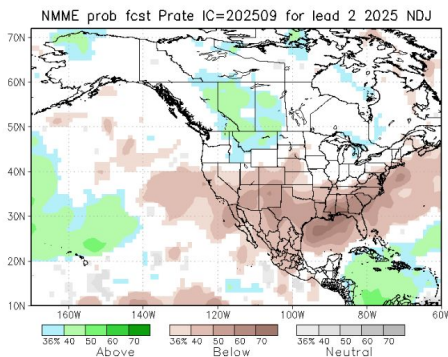 NMME prob fcst Prate IC=202509 for lead 2 2025 NDJ
70N
60N
50N
40N
30N
20N
10N
160W 140W 120W 100W 80W 60W
36% 40 50 60 70 36% 40 50 60 70 36% 40 50 60 70
Above Below Neutral